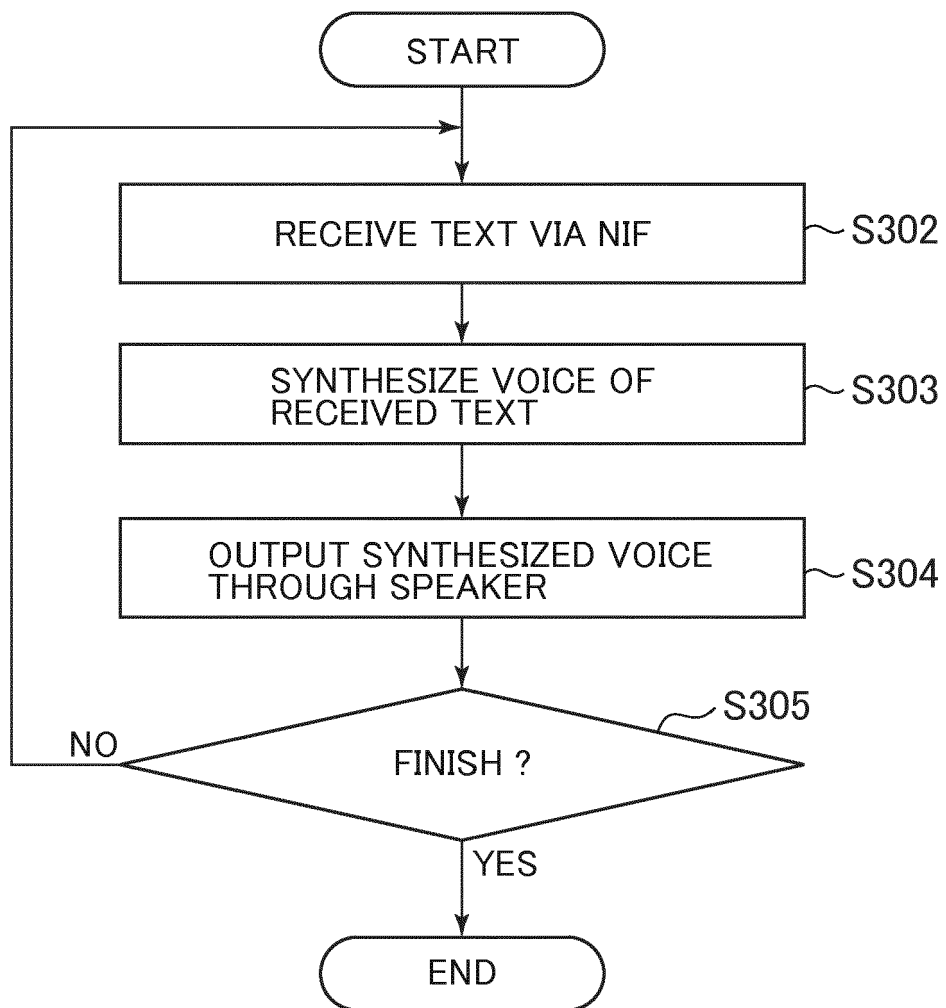 START
RECEIVE TEXT VIA NIF
S302
SYNTHESIZE VOICE OF
RECEIVED TEXT
S303
OUTPUT SYNTHESIZED VOICE
THROUGH SPEAKER
S304
S305
NO
FINISH ?
YES
END